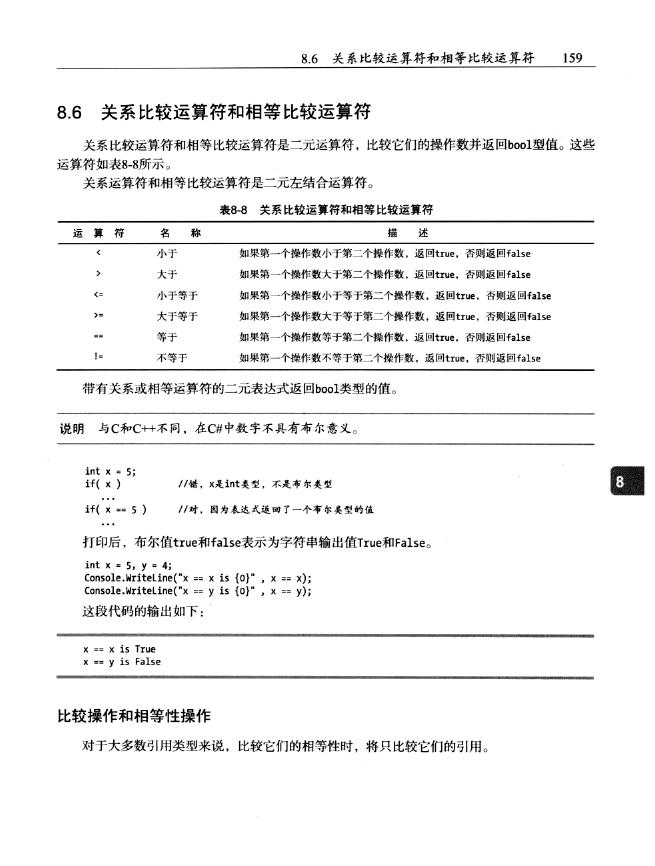 8.6 关系比较运算符和相等比较运算符 159
8.6 关系比较运算符和相等比较运算符
关系比较运算符和相等比较运算符是二元运算符，比较它们的操作数并返回bool型值。这些
运算符如表8-8所示。
关系运算符和相等比较运算符是二元左结合运算符。
表8-8 关系比较运算符和相等比较运算符
运 算 符 名 称 描 述
< 小于 如果第一个操作数小于第二个操作数，返回true，否则返回false
> 大于 如果第一个操作数大于第二个操作数，返回true，否则返回false
<= 小于等于 如果第一个操作数小于等于第二个操作数，返回true，否则返回false
>= 大于等于 如果第一个操作数大于等于第二个操作数，返回true，否则返回false
== 等于 如果第一个操作数等于第二个操作数，返回true，否则返回false
!= 不等于 如果第一个操作数不等于第二个操作数，返回true，否则返回false
带有关系或相等运算符的二元表达式返回bool类型的值。
说明 与C和C++不同，在C#中数字不具有布尔意义。
int x = 5;
if( x ) //错，x是int类型，不是布尔类型
...
if( x == 5 ) //对，因为表达式返回了一个布尔类型的值
...
8
打印后，布尔值true和false表示为字符串输出值True和False。
int x = 5, y = 4;
Console.WriteLine("x == x is {0}" , x == x);
Console.WriteLine("x == y is {0}" , x == y);
这段代码的输出如下：
x == x is True
x == y is False
比较操作和相等性操作
对于大多数引用类型来说，比较它们的相等性时，将只比较它们的引用。